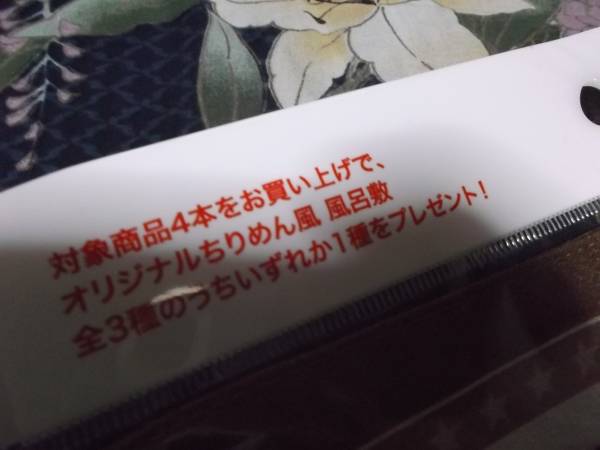 対象商品4本をお買い上げで、
オリジナルちりめん風 風呂敷
全3種のうちいずれか1種をプレゼント!